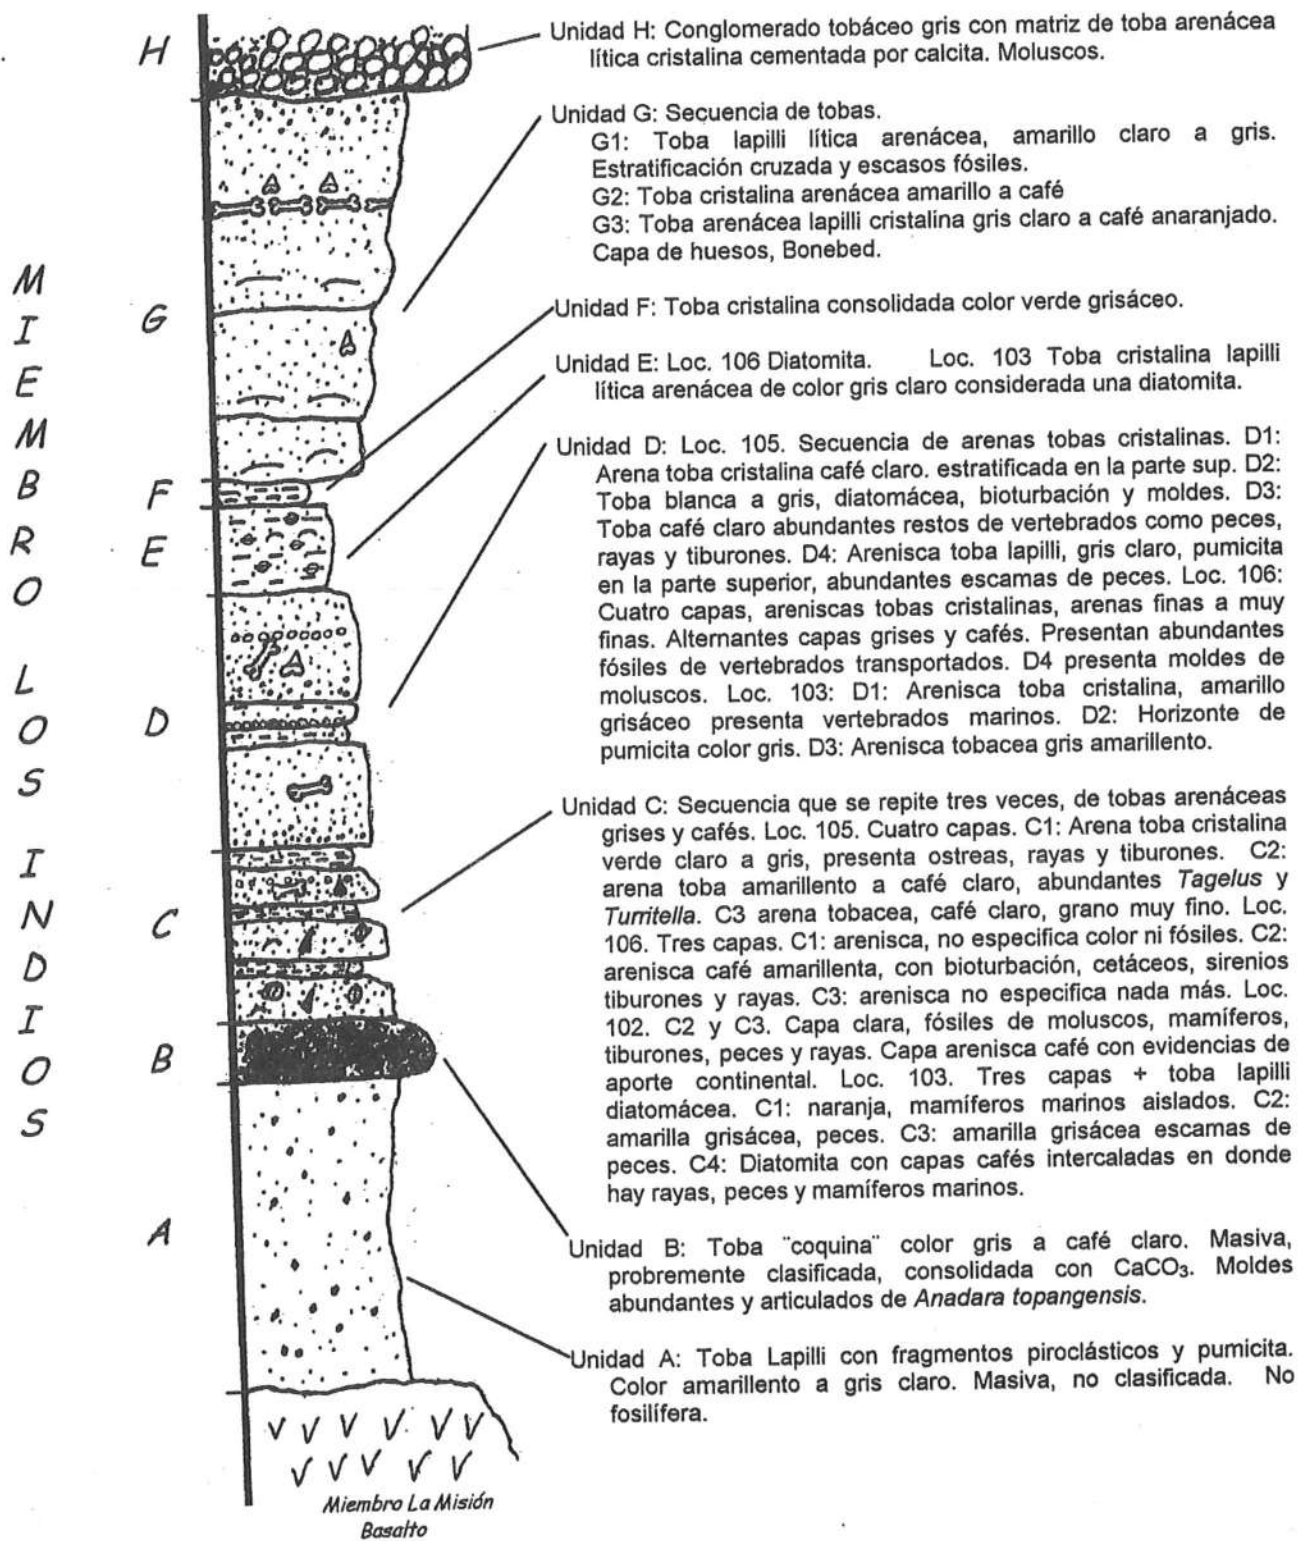 H
Unidad H: Conglomerado tobáceo gris con matriz de toba arenácea
lítica cristalina cementada por calcita. Moluscos.
Unidad G: Secuencia de tobas.
G1: Toba lapilli lítica arenácea, amarillo claro a gris.
Estratificación cruzada y escasos fósiles.
G2: Toba cristalina arenácea amarillo a café
G3: Toba arenácea lapilli cristalina gris claro a café anaranjado.
Capa de huesos, Bonebed.
G
Unidad F: Toba cristalina consolidada color verde grisáceo.
Unidad E: Loc. 106 Diatomita. Loc. 103 Toba cristalina lapilli
lítica arenácea de color gris claro considerada una diatomita.
F
E
Unidad D: Loc. 105. Secuencia de arenas tobas cristalinas. D1:
Arena toba cristalina café claro. estratificada en la parte sup. D2:
Toba blanca a gris, diatomácea, bioturbación y moldes. D3:
Toba café claro abundantes restos de vertebrados como peces,
rayas y tiburones. D4: Arenisca toba lapilli, gris claro, pumicita
en la parte superior, abundantes escamas de peces. Loc. 106:
Cuatro capas, areniscas tobas cristalinas, arenas finas a muy
finas. Alternantes capas grises y cafés. Presentan abundantes
fósiles de vertebrados transportados. D4 presenta moldes de
moluscos. Loc. 103: D1: Arenisca toba cristalina, amarillo
grisáceo presenta vertebrados marinos. D2: Horizonte de
pumicita color gris. D3: Arenisca tobacea gris amarillento.
D
Unidad C: Secuencia que se repite tres veces, de tobas arenáceas
grises y cafés. Loc. 105. Cuatro capas. C1: Arena toba cristalina
verde claro a gris, presenta ostreas, rayas y tiburones. C2:
arena toba amarillento a café claro, abundantes Tagelus y
Turritella. C3 arena tobacea, café claro, grano muy fino. Loc.
106. Tres capas. C1: arenisca, no especifica color ni fósiles. C2:
arenisca café amarillenta, con bioturbación, cetáceos, sirenios
tiburones y rayas. C3: arenisca no especifica nada más. Loc.
102. C2 y C3. Capa clara, fósiles de moluscos, mamíferos,
tiburones, peces y rayas. Capa arenisca café con evidencias de
aporte continental. Loc. 103. Tres capas + toba lapilli
diatomácea. C1: naranja, mamíferos marinos aislados. C2:
amarilla grisácea, peces. C3: amarilla grisácea escamas de
peces. C4: Diatomita con capas cafés intercaladas en donde
hay rayas, peces y mamíferos marinos.
C
B
Unidad B: Toba ¨coquina¨ color gris a café claro. Masiva,
probremente clasificada, consolidada con CaCO₃. Moldes
abundantes y articulados de Anadara topangensis.
A
Unidad A: Toba Lapilli con fragmentos piroclásticos y pumicita.
Color amarillento a gris claro. Masiva, no clasificada. No
fosilífera.
MIEMBRO LOS INDIOS
Miembro La Misión
Basalto